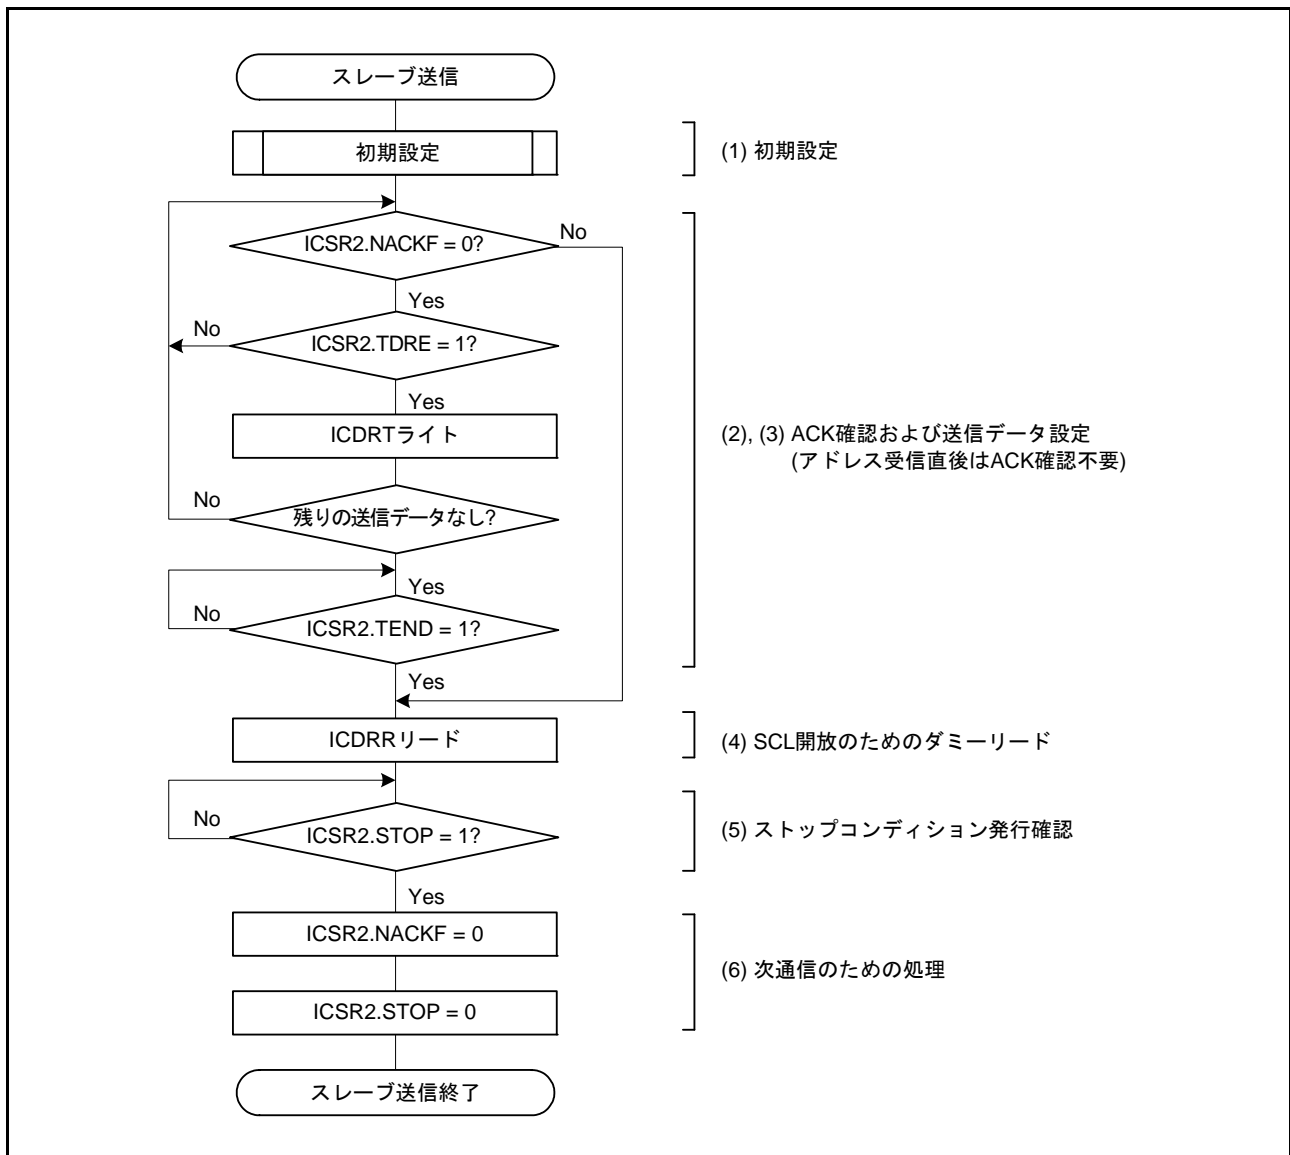 スレーブ送信
初期設定
(1) 初期設定
ICSR2.NACKF = 0?
No
Yes
No
ICSR2.TDRE = 1?
Yes
ICDRTライト
(2), (3) ACK確認および送信データ設定
(アドレス受信直後はACK確認不要)
No
残りの送信データなし?
Yes
No
ICSR2.TEND = 1?
Yes
ICDRRリード
(4) SCL開放のためのダミーリード
No
ICSR2.STOP = 1?
(5) ストップコンディション発行確認
Yes
ICSR2.NACKF = 0
(6) 次通信のための処理
ICSR2.STOP = 0
スレーブ送信終了